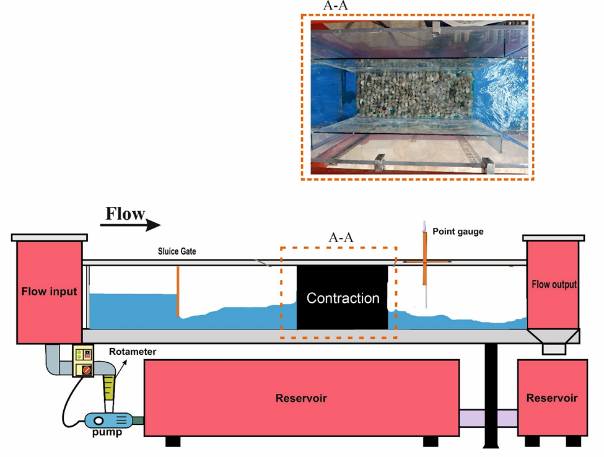 A-A
Flow
A-A
Sluice Gate
Point gauge
Flow input
Contraction
Flow output
Rotameter
Reservoir
Reservoir
pump